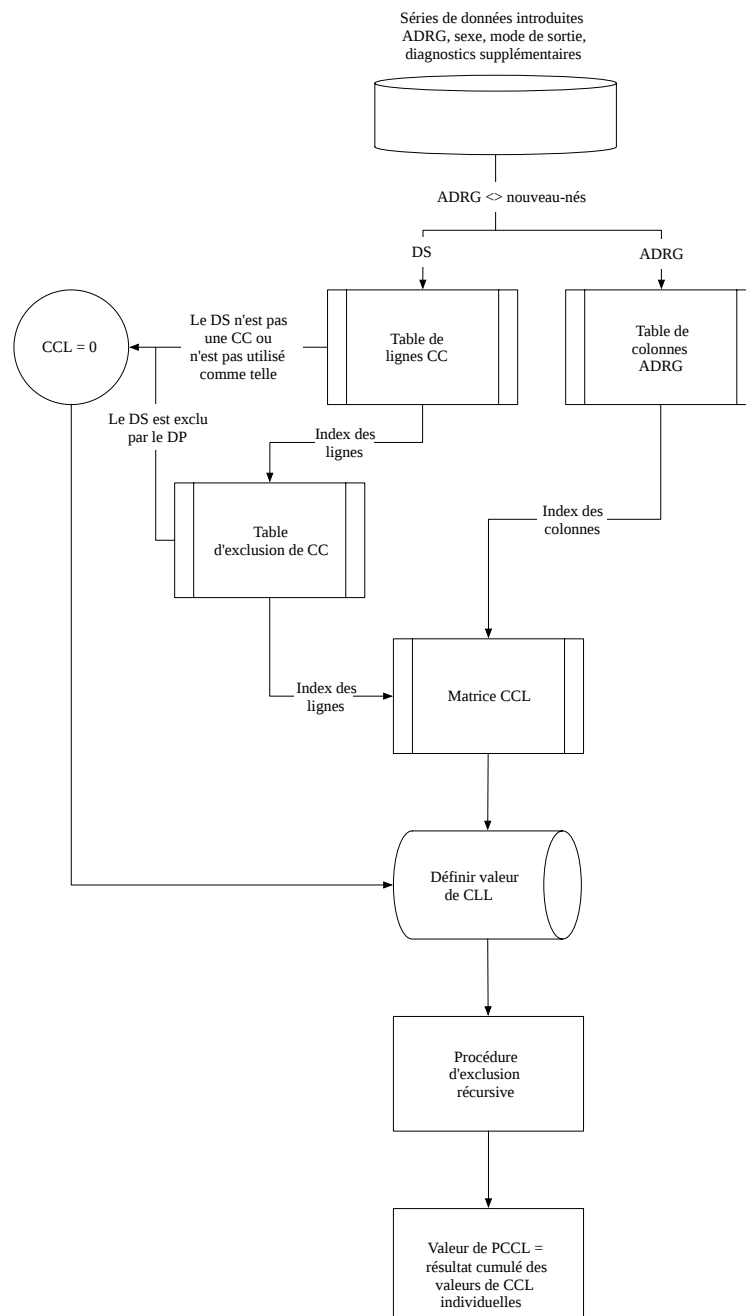 Séries de données introduites
ADRG, sexe, mode de sortie,
diagnostics supplémentaires
ADRG <> nouveau-nés
DS
ADRG
CCL = 0
Le DS n'est pas
une CC ou
n'est pas utilisé
comme telle
Table de
lignes CC
Table de
colonnes
ADRG
Le DS est exclu
par le DP
Index des
lignes
Table
d'exclusion de CC
Index des
colonnes
Index des
lignes
Matrice CCL
Définir valeur
de CLL
Procédure
d'exclusion
récursive
Valeur de PCCL =
résultat cumulé des
valeurs de CCL
individuelles